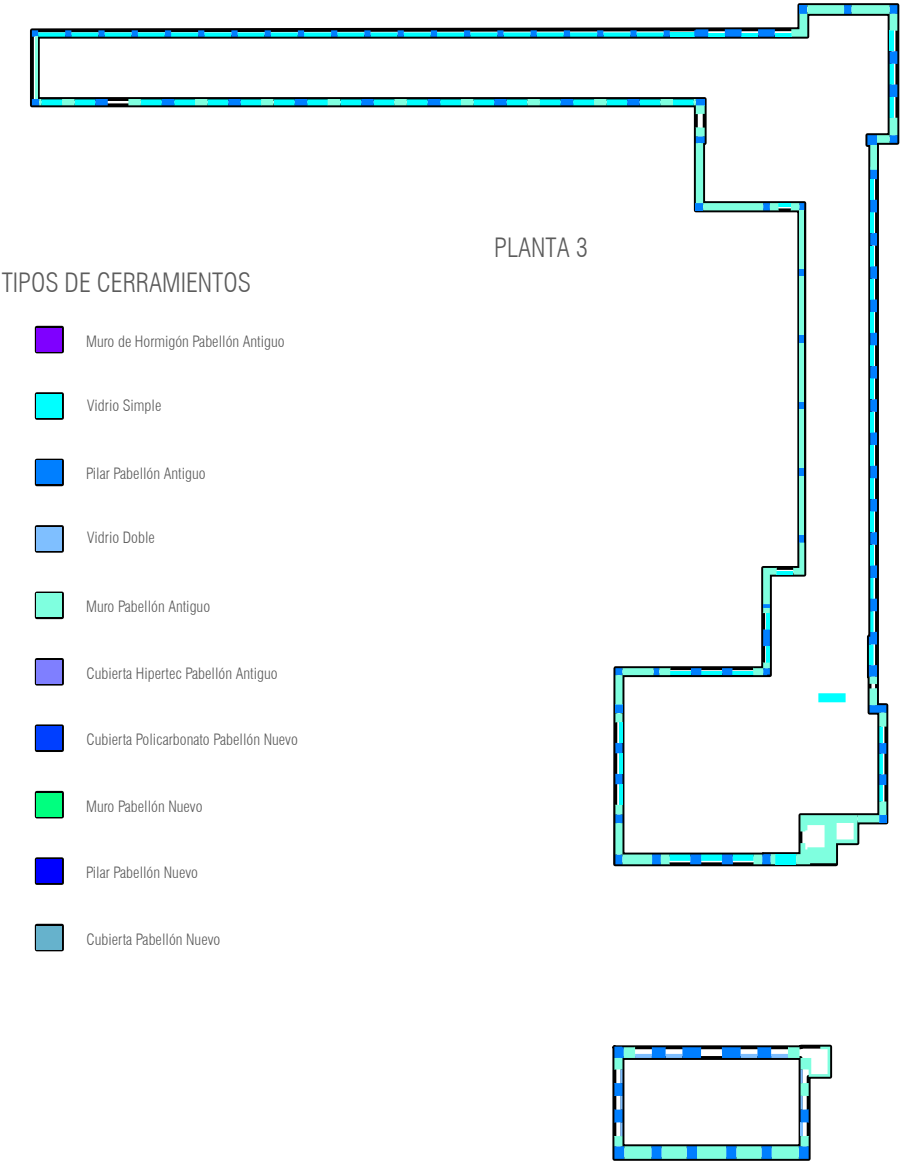 PLANTA 3
TIPOS DE CERRAMIENTOS
Muro de Hormigón Pabellón Antiguo
Vidrio Simple
Pilar Pabellón Antiguo
Vidrio Doble
Muro Pabellón Antiguo
Cubierta Hipertec Pabellón Antiguo
Cubierta Policarbonato Pabellón Nuevo
Muro Pabellón Nuevo
Pilar Pabellón Nuevo
Cubierta Pabellón Nuevo